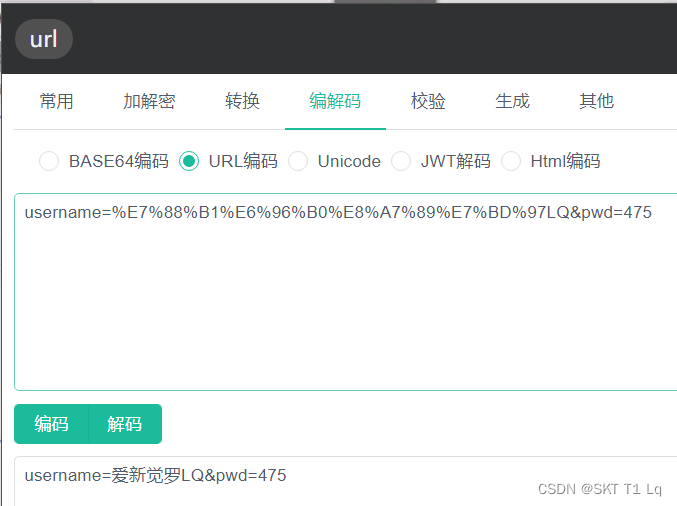 url
常用 加解密 转换 编解码 校验 生成 其他
BASE64编码 URL编码 Unicode JWT解码 Html编码
username=%E7%88%B1%E6%96%B0%E8%A7%89%E7%BD%97LQ&pwd=475
编码 解码
username=爱新觉罗LQ&pwd=475
CSDN @SKT T1 Lq